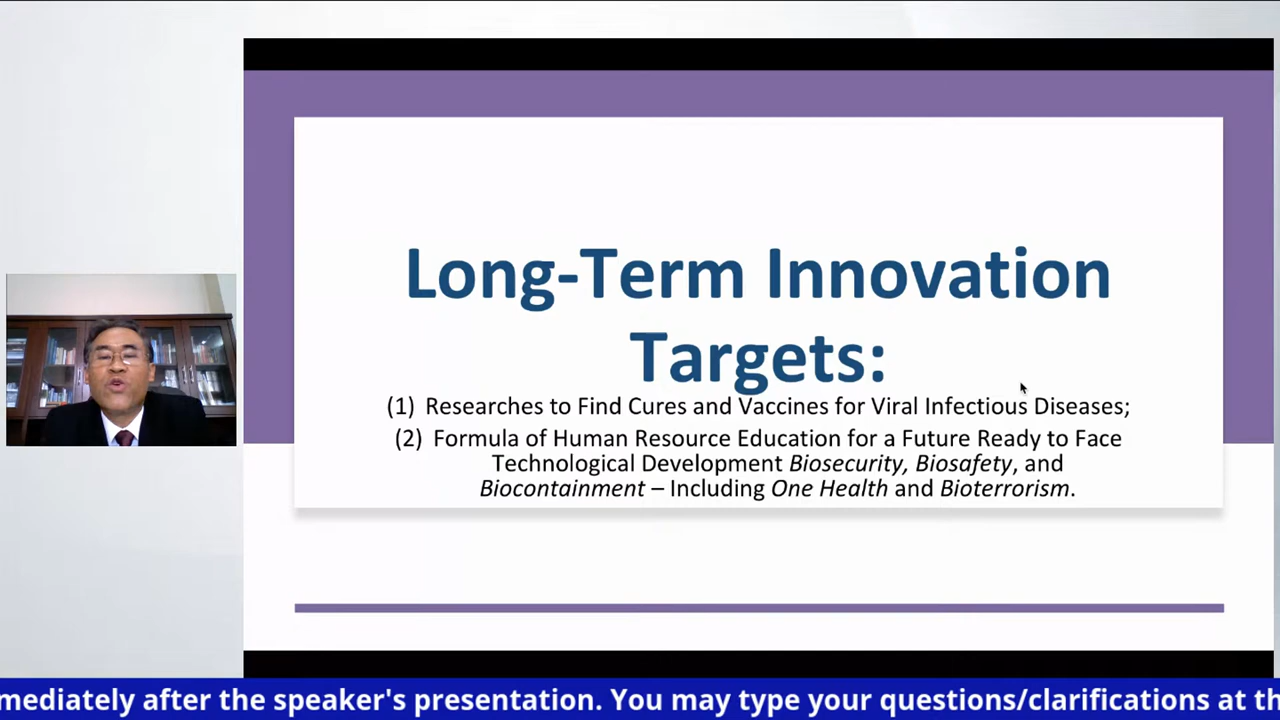 Long-Term Innovation
Targets:
(1) Researches to Find Cures and Vaccines for Viral Infectious Diseases;
(2) Formula of Human Resource Education for a Future Ready to Face
Technological Development Biosecurity, Biosafety, and
Biocontainment – Including One Health and Bioterrorism.
mediately after the speaker's presentation. You may type your questions/clarifications at th